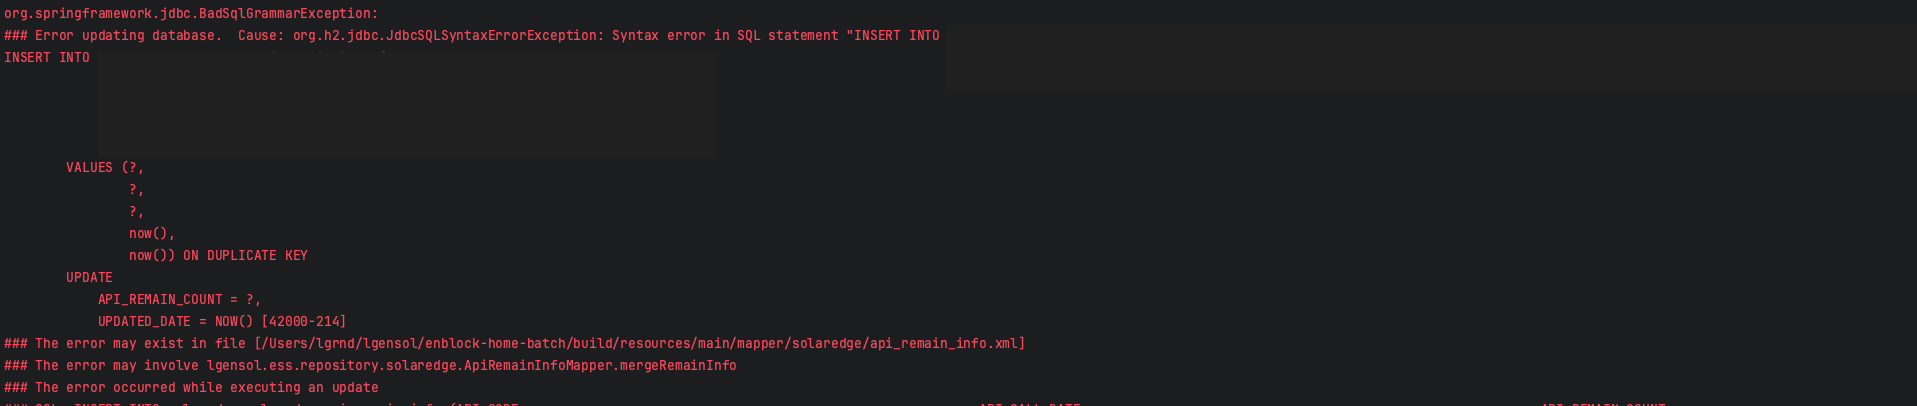 org.springframework.jdbc.BadSqlGrammarException:
### Error updating database.  Cause: org.h2.jdbc.JdbcSQLSyntaxErrorException: Syntax error in SQL statement "INSERT INTO
INSERT INTO
VALUES (?,
?,
?,
now(),
now()) ON DUPLICATE KEY
UPDATE
API_REMAIN_COUNT = ?,
UPDATED_DATE = NOW() [42000-214]
### The error may exist in file [/Users/lgrnd/lgensol/enblock-home-batch/build/resources/main/mapper/solaredge/api_remain_info.xml]
### The error may involve lgensol.ess.repository.solaredge.ApiRemainInfoMapper.mergeRemainInfo
### The error occurred while executing an update